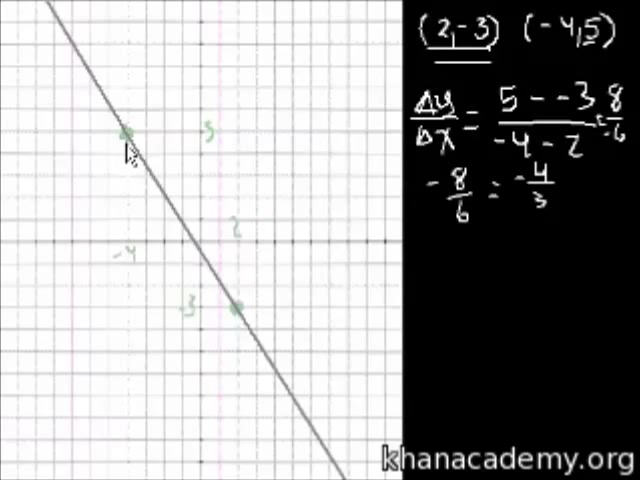 (2,-3) (-4,5)
Δy/Δx = 5 - -3 / -4 - 2 = 8/-6
-8/6 = -4/3
5
2
-4
-3
khanacademy.org